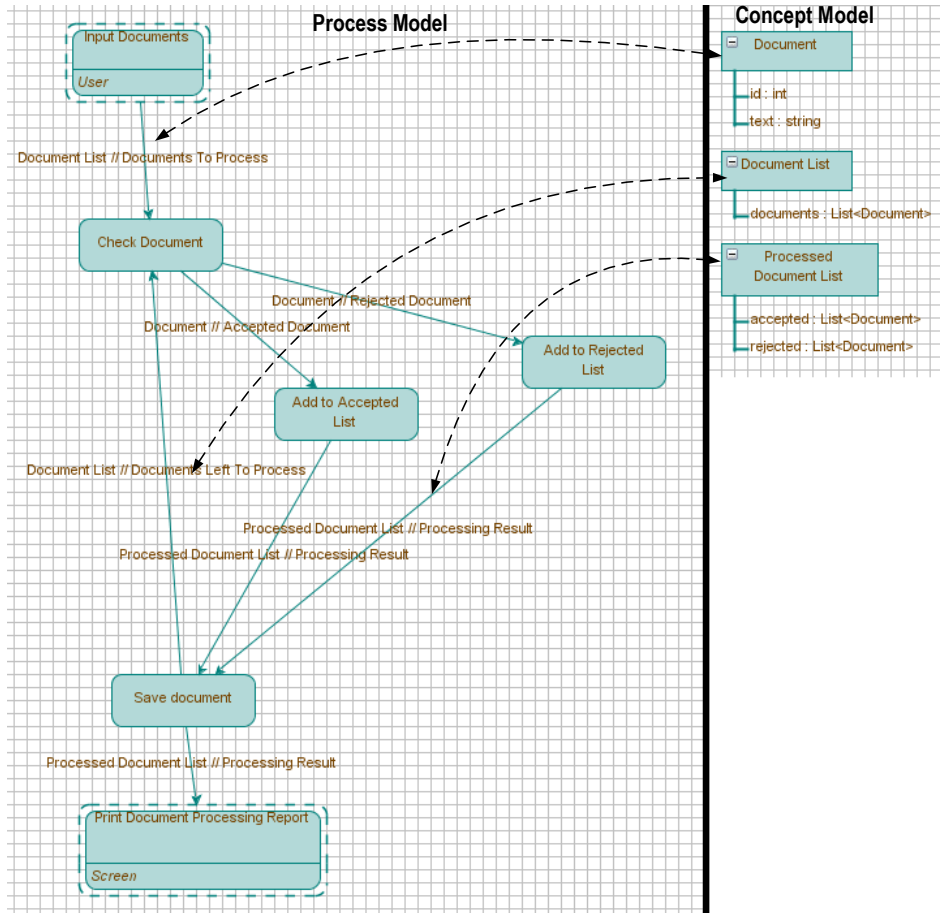 Process Model
Input Documents
User
Document List // Documents To Process
Check Document
Document // Rejected Document
Document // Accepted Document
Add to Rejected
List
Add to Accepted
List
Document List // Documents Left To Process
Processed Document List // Processing Result
Processed Document List // Processing Result
Save document
Processed Document List // Processing Result
Print Document Processing Report
Screen
Concept Model
Document
id : int
text : string
Document List
documents : List<Document>
Processed
Document List
accepted : List<Document>
rejected : List<Document>